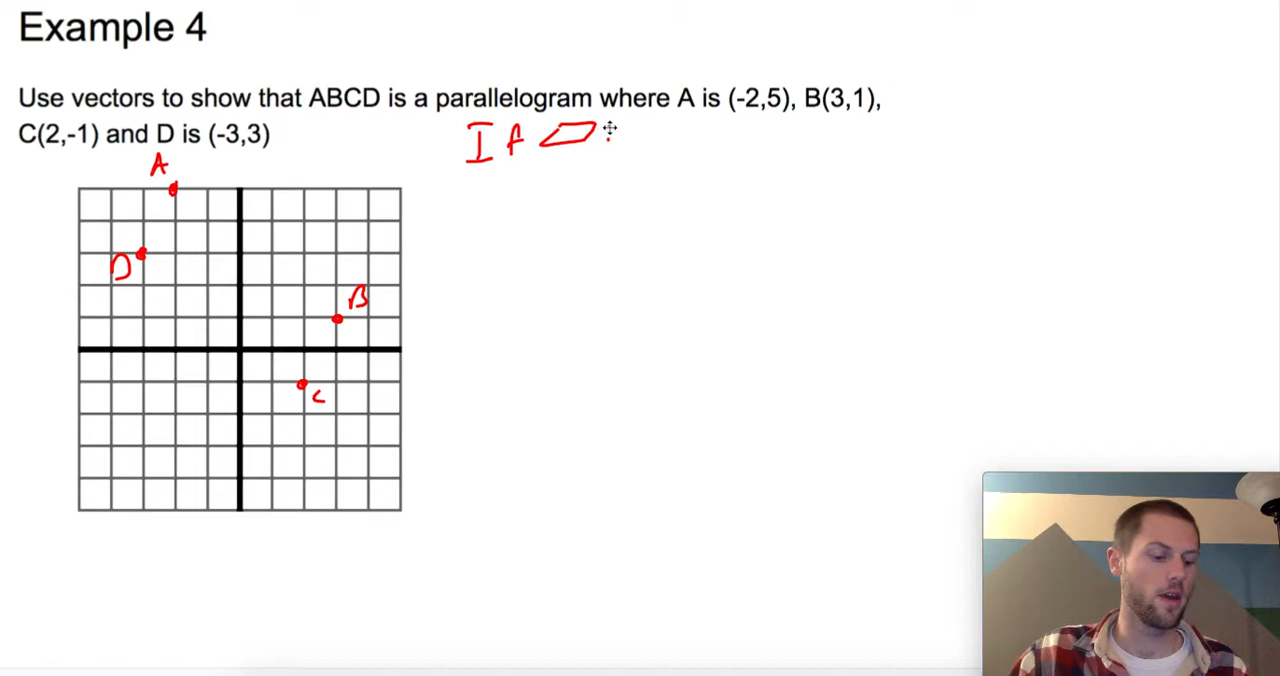 Example 4
Use vectors to show that ABCD is a parallelogram where A is (-2,5), B(3,1),
C(2,-1) and D is (-3,3)
If
A
D
B
C